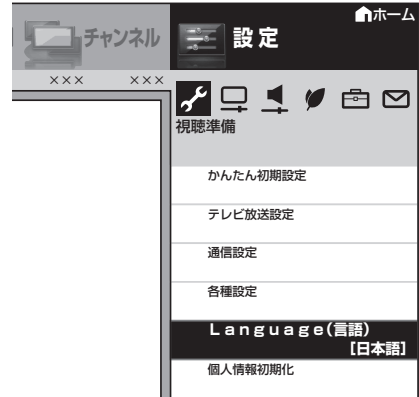 ホーム
チャンネル
設定
××× ×××
視聴準備
かんたん初期設定
テレビ放送設定
通信設定
各種設定
Language(言語)
[日本語]
個人情報初期化